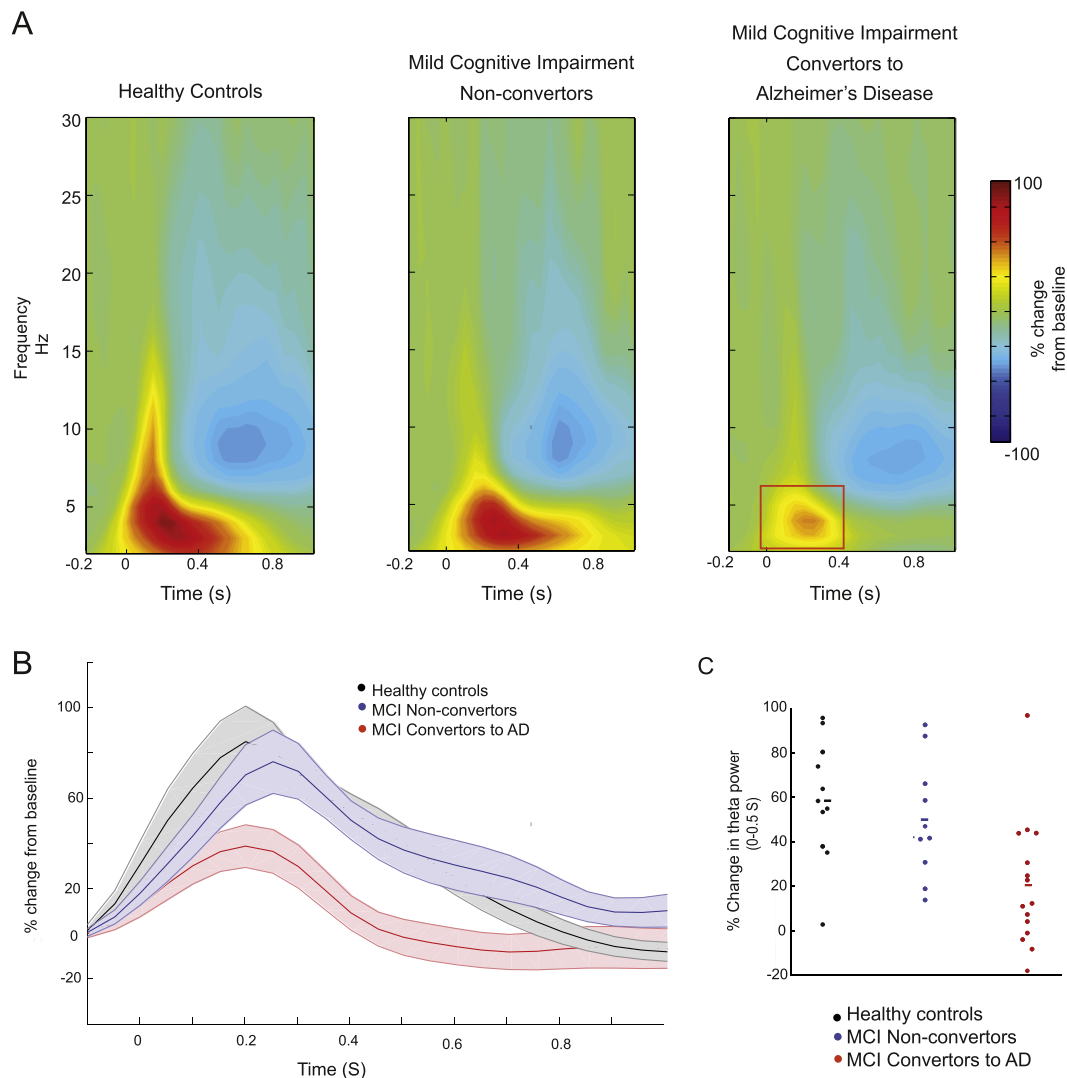 A
Healthy Controls
Mild Cognitive Impairment
Non-convertors
Mild Cognitive Impairment
Convertors to
Alzheimer's Disease
30
25
20
15
10
5
Frequency
Hz
-0.2 0 0.4 0.8
Time (s)
-0.2 0 0.4 0.8
Time (s)
-0.2 0 0.4 0.8
Time (s)
100
-100
% change
from baseline
B
Healthy controls
MCI Non-convertors
MCI Convertors to AD
100
60
20
0
-20
% change from baseline
0 0.2 0.4 0.6 0.8
Time (S)
C
100
80
60
40
20
0
-20
% Change in theta power
(0-0.5 S)
Healthy controls
MCI Non-convertors
MCI Convertors to AD